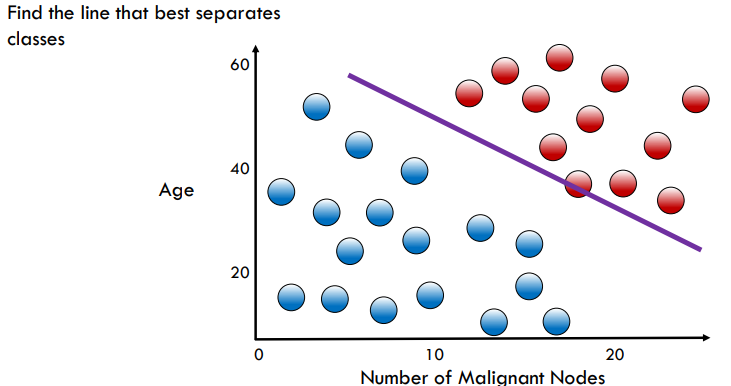 Find the line that best separates
classes
60
40
Age
20
0
10
20
Number of Malignant Nodes